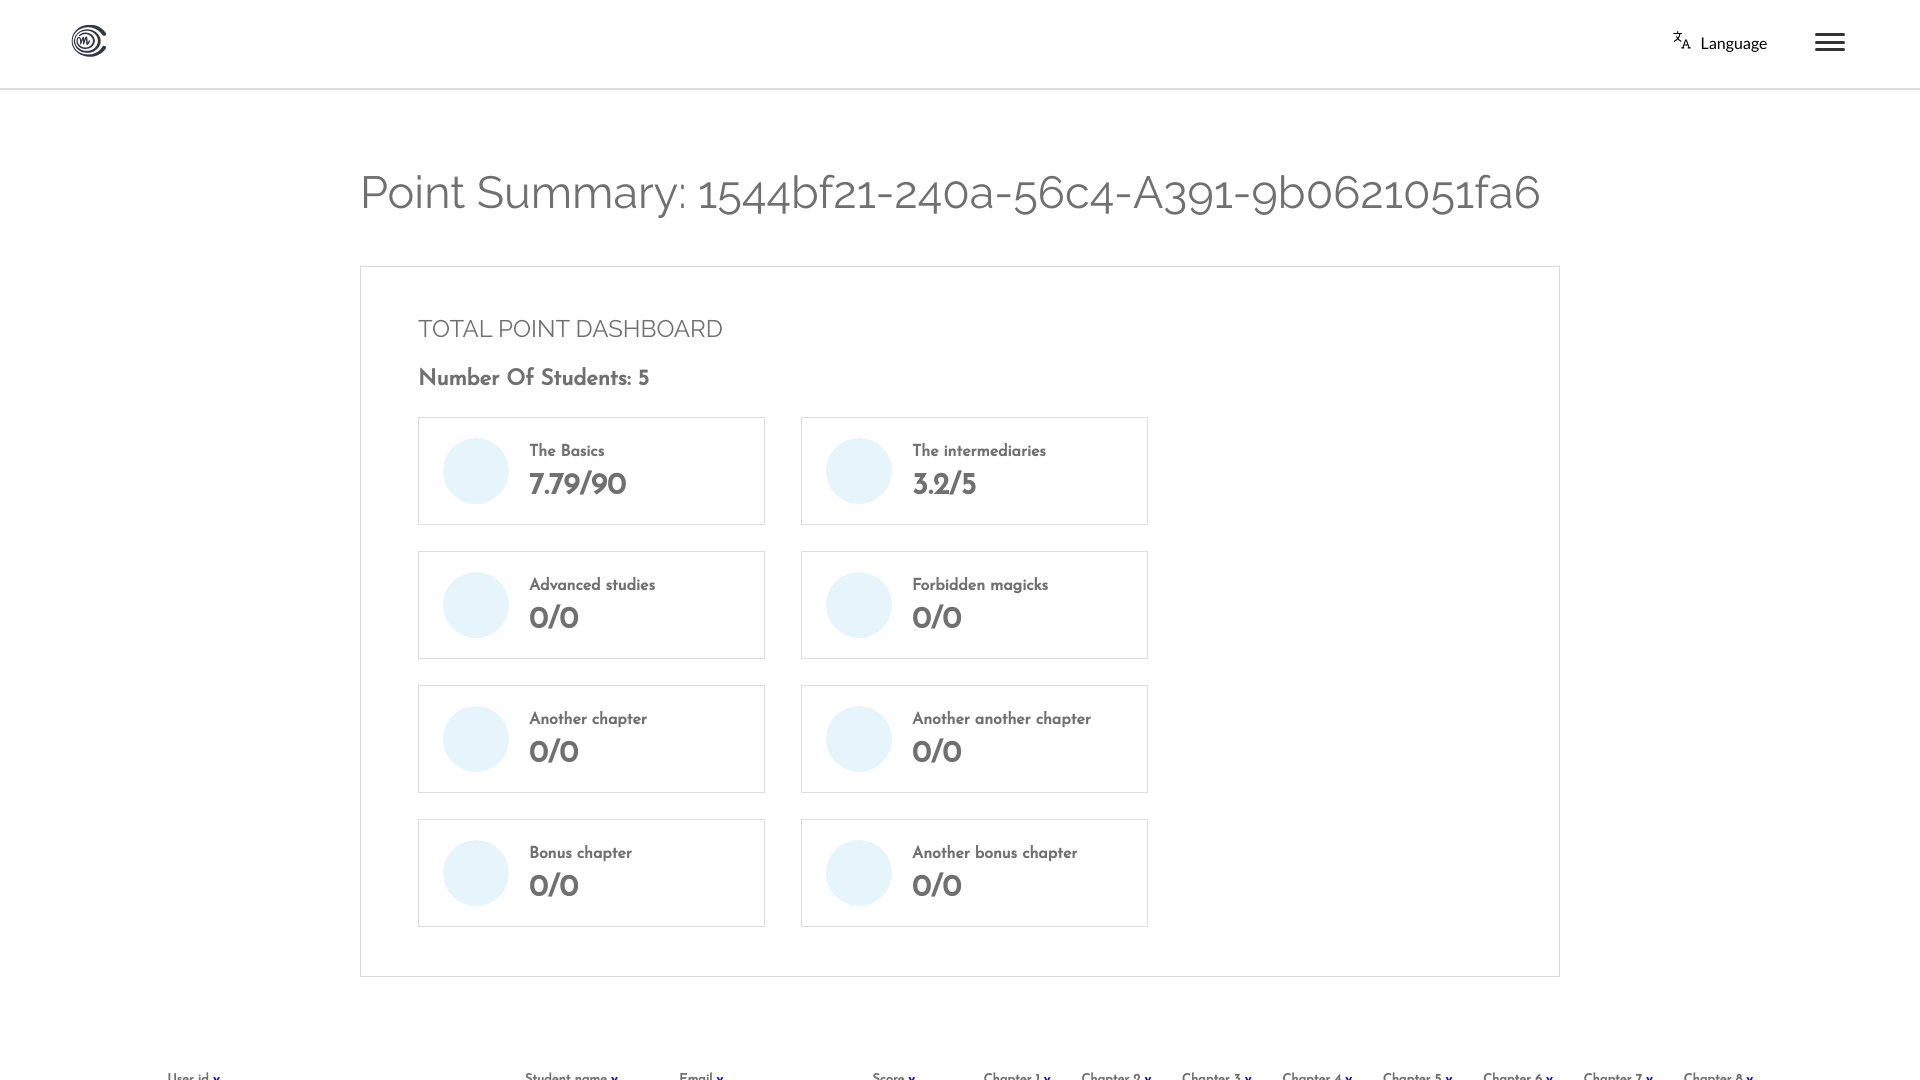 Language
Point Summary: 1544bf21-240a-56c4-A391-9b0621051fa6
TOTAL POINT DASHBOARD
Number Of Students: 5
The Basics
7.79/90
The intermediaries
3.2/5
Advanced studies
0/0
Forbidden magicks
0/0
Another chapter
0/0
Another another chapter
0/0
Bonus chapter
0/0
Another bonus chapter
0/0
User id v Student name v Email v Score v Chapter 1 v Chapter 2 v Chapter 3 v Chapter 4 v Chapter 5 v Chapter 6 v Chapter 7 v Chapter 8 v